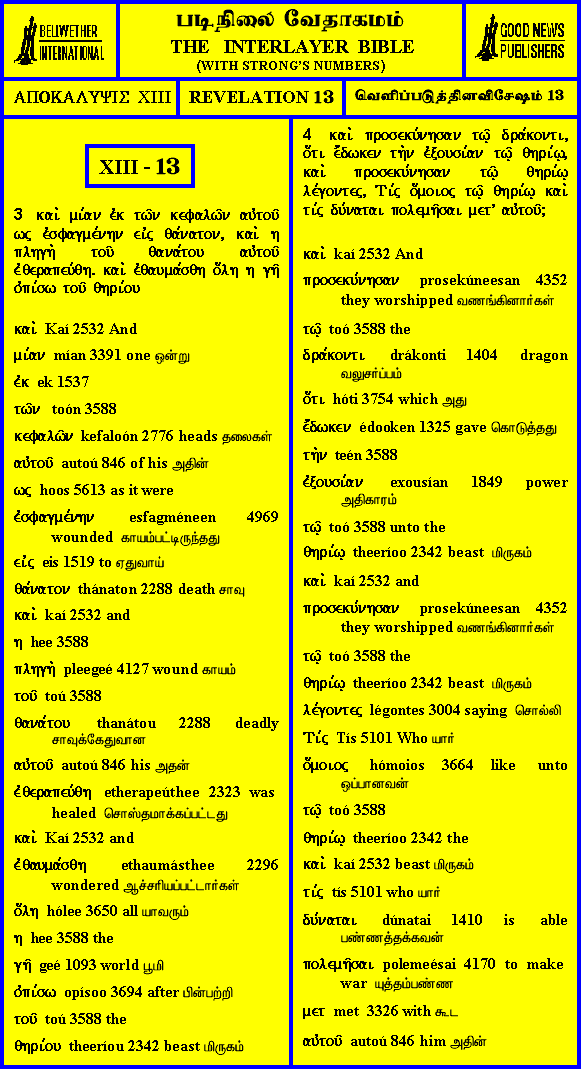 BELLWETHER
INTERNATIONAL
படிநிலை வேதாகமம்
THE INTERLAYER BIBLE
(WITH STRONG'S NUMBERS)
GOOD NEWS
PUBLISHERS
ΑΠΟΚΑΛΥΨΙΣ XIII
REVELATION 13
வெளிப்படுத்தினவிசேஷம் 13
XIII - 13
3 καὶ μίαν ἐκ τῶν κεφαλῶν αὐτοῦ
ως ἐσφαγμένην εἰς θάνατον, καὶ η
πληγὴ τοῦ θανάτου αὐτοῦ
ἐθεραπεύθη. καὶ ἐθαυμάσθη ὅλη η γῆ
ὀπίσω τοῦ θηρίου
καὶ Kaí 2532 And
μίαν mían 3391 one ஒன்று
ἐκ ek 1537
τῶν toón 3588
κεφαλῶν kefaloón 2776 heads தலைகள்
αὐτοῦ autoú 846 of his அதின்
ως hoos 5613 as it were
ἐσφαγμένην esfagméneen 4969
wounded காயம்பட்டிருந்தது
εἰς eis 1519 to ஏதுவாய்
θάνατον thánaton 2288 death சாவு
καὶ kaí 2532 and
η hee 3588
πληγὴ pleegeé 4127 wound காயம்
τοῦ toú 3588
θανάτου thanátou 2288 deadly
சாவுக்கேதுவான
αὐτοῦ autoú 846 his அதன்
ἐθεραπεύθη etherapeúthee 2323 was
healed சொஸ்தமாக்கப்பட்டது
καὶ Kaí 2532 and
ἐθαυμάσθη ethaumásthee 2296
wondered ஆச்சரியப்பட்டார்கள்
ὅλη hólee 3650 all யாவரும்
η hee 3588 the
γῆ geé 1093 world பூமி
ὀπίσω opísoo 3694 after பின்பற்றி
τοῦ toú 3588 the
θηρίου theeríou 2342 beast மிருகம்
4 καὶ προσεκύνησαν τῷ δράκοντι,
ὅτι ἔδωκεν τὴν ἐξουσίαν τῷ θηρίῳ,
καὶ προσεκύνησαν τῷ θηρίῳ
λέγοντες, Τίς ὅμοιος τῷ θηρίῳ καὶ
τίς δύναται πολεμῆσαι μετ' αὐτοῦ;
καὶ kaí 2532 And
προσεκύνησαν prosekúneesan 4352
they worshipped வணங்கினார்கள்
τῷ toó 3588 the
δράκοντι drákonti 1404 dragon
வலுசர்ப்பம்
ὅτι hóti 3754 which அது
ἔδωκεν édooken 1325 gave கொடுத்தது
τὴν teén 3588
ἐξουσίαν exousían 1849 power
அதிகாரம்
τῷ toó 3588 unto the
θηρίῳ theeríoo 2342 beast மிருகம்
καὶ kaí 2532 and
προσεκύνησαν prosekúneesan 4352
they worshipped வணங்கினார்கள்
τῷ toó 3588 the
θηρίῳ theeríoo 2342 beast மிருகம்
λέγοντες légontes 3004 saying சொல்லி
Τίς Tís 5101 Who யார்
ὅμοιος hómoios 3664 like unto
ஒப்பானவன்
τῷ toó 3588
θηρίῳ theeríoo 2342 the
καὶ kaí 2532 beast மிருகம்
τίς tís 5101 who யார்
δύναται dúnatai 1410 is able
பண்ணத்தக்கவன்
πολεμῆσαι polemeésai 4170 to make
war யுத்தம்பண்ண
μετ met 3326 with கூட
αὐτοῦ autoú 846 him அதின்